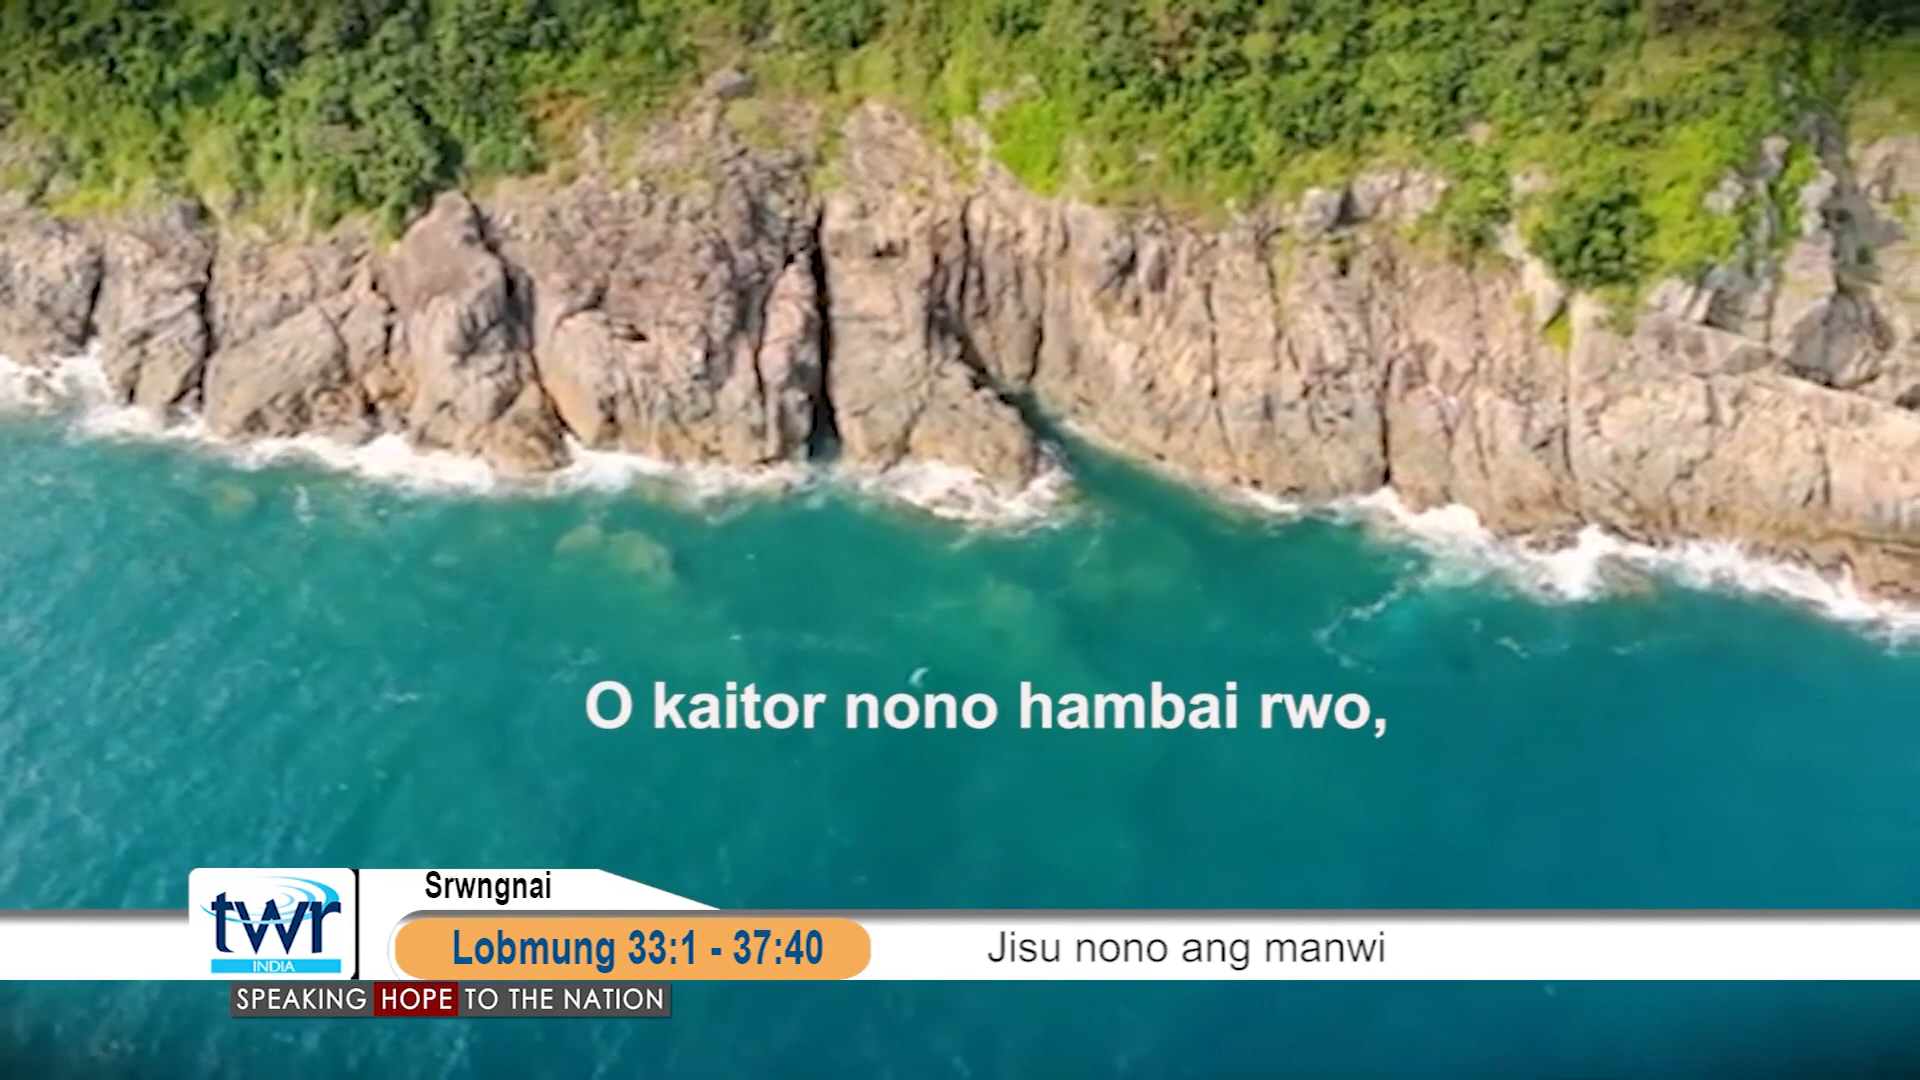 O kaitor nono hambai rwo,
Srwngnai
twr
INDIA
Lobmung 33:1 - 37:40
Jisu nono ang manwi
SPEAKING HOPE TO THE NATION